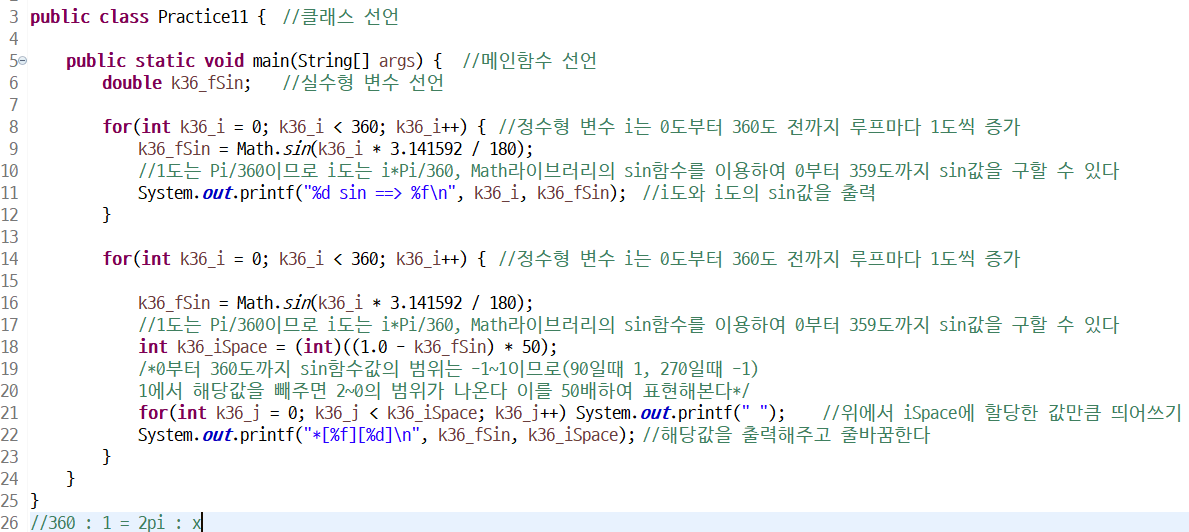 3 public class Practice11 { //클래스 선언
4
5 public static void main(String[] args) { //메인함수 선언
6 double k36_fSin; //실수형 변수 선언
7
8 for(int k36_i = 0; k36_i < 360; k36_i++) { //정수형 변수 i는 0도부터 360도 전까지 루프마다 1도씩 증가
9 k36_fSin = Math.sin(k36_i * 3.141592 / 180);
10 //1도는 Pi/360이므로 i도는 i*Pi/360, Math라이브러리의 sin함수를 이용하여 0부터 359도까지 sin값을 구할 수 있다
11 System.out.printf("%d sin ==> %f\n", k36_i, k36_fSin); //i도와 i도의 sin값을 출력
12 }
13
14 for(int k36_i = 0; k36_i < 360; k36_i++) { //정수형 변수 i는 0도부터 360도 전까지 루프마다 1도씩 증가
15
16 k36_fSin = Math.sin(k36_i * 3.141592 / 180);
17 //1도는 Pi/360이므로 i도는 i*Pi/360, Math라이브러리의 sin함수를 이용하여 0부터 359도까지 sin값을 구할 수 있다
18 int k36_iSpace = (int)((1.0 - k36_fSin) * 50);
19 /*0부터 360도까지 sin함수값의 범위는 -1~1이므로(90일때 1, 270일때 -1)
20 1에서 해당값을 빼주면 2~0의 범위가 나온다 이를 50배하여 표현해본다*/
21 for(int k36_j = 0; k36_j < k36_iSpace; k36_j++) System.out.printf(" "); //위에서 iSpace에 할당한 값만큼 띄어쓰기
22 System.out.printf("*[%f][%d]\n", k36_fSin, k36_iSpace); //해당값을 출력해주고 줄바꿈한다
23 }
24 }
25 }
26 //360 : 1 = 2pi : x